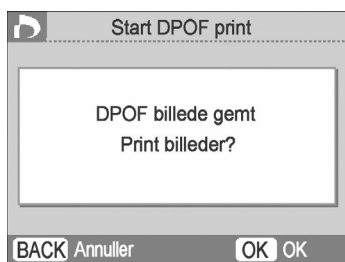 Start DPOF print
DPOF billede gemt
Print billeder?
BACK Annuller OK OK